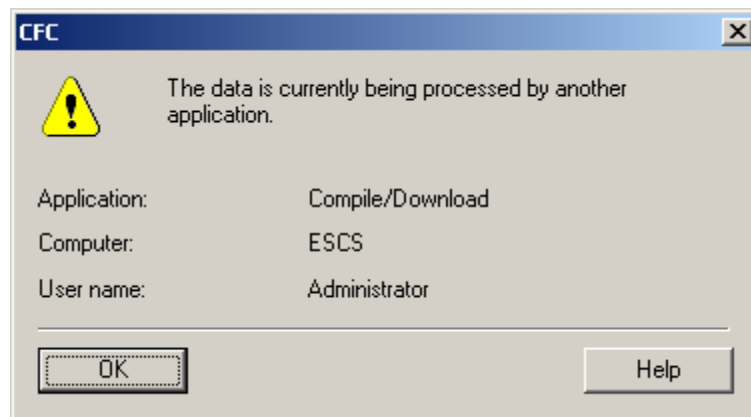 CFC
The data is currently being processed by another
application.
Application: Compile/Download
Computer: ESCS
User name: Administrator
OK Help